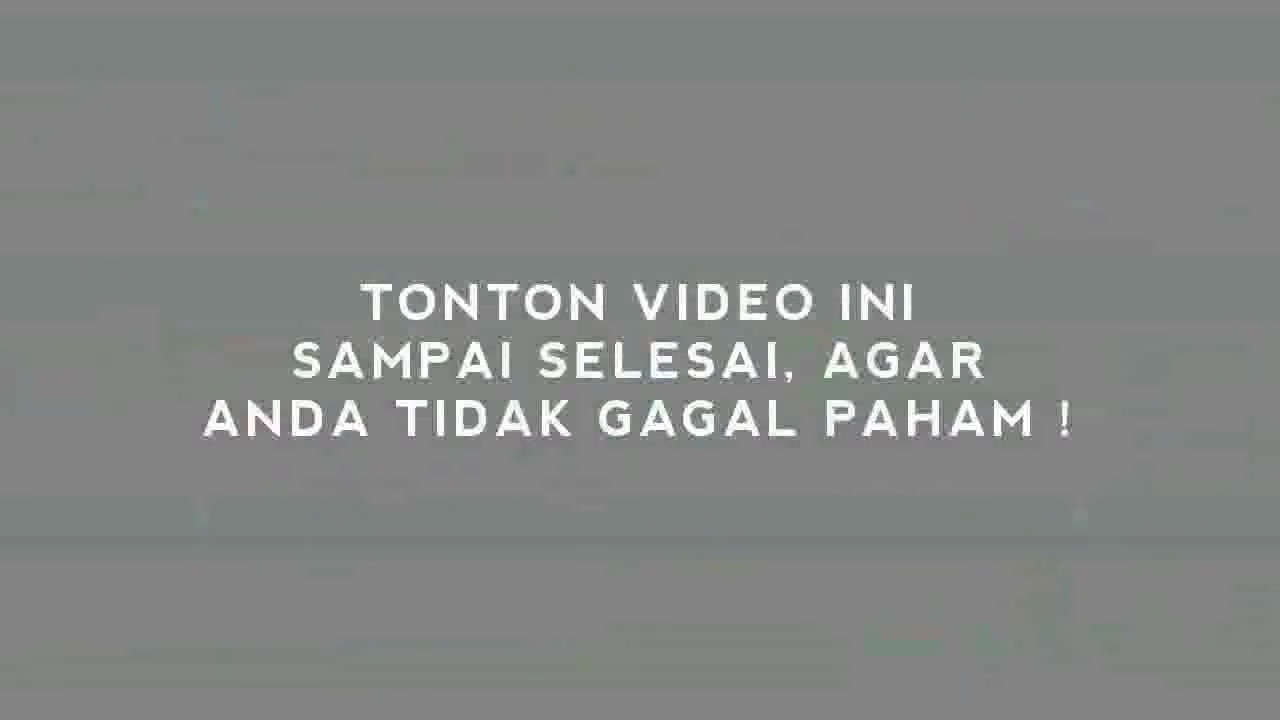 TONTON VIDEO INI
SAMPAI SELESAI, AGAR
ANDA TIDAK GAGAL PAHAM !